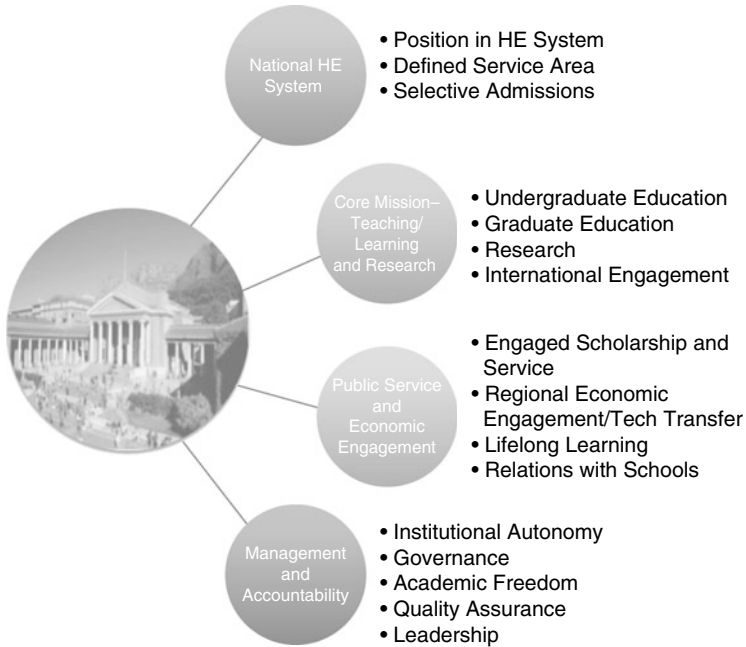 National HE
System
• Position in HE System
• Defined Service Area
• Selective Admissions
Core Mission–
Teaching/
Learning
and Research
• Undergraduate Education
• Graduate Education
• Research
• International Engagement
Public Service
and
Economic
Engagement
• Engaged Scholarship and
Service
• Regional Economic
Engagement/Tech Transfer
• Lifelong Learning
• Relations with Schools
Management
and
Accountability
• Institutional Autonomy
• Governance
• Academic Freedom
• Quality Assurance
• Leadership